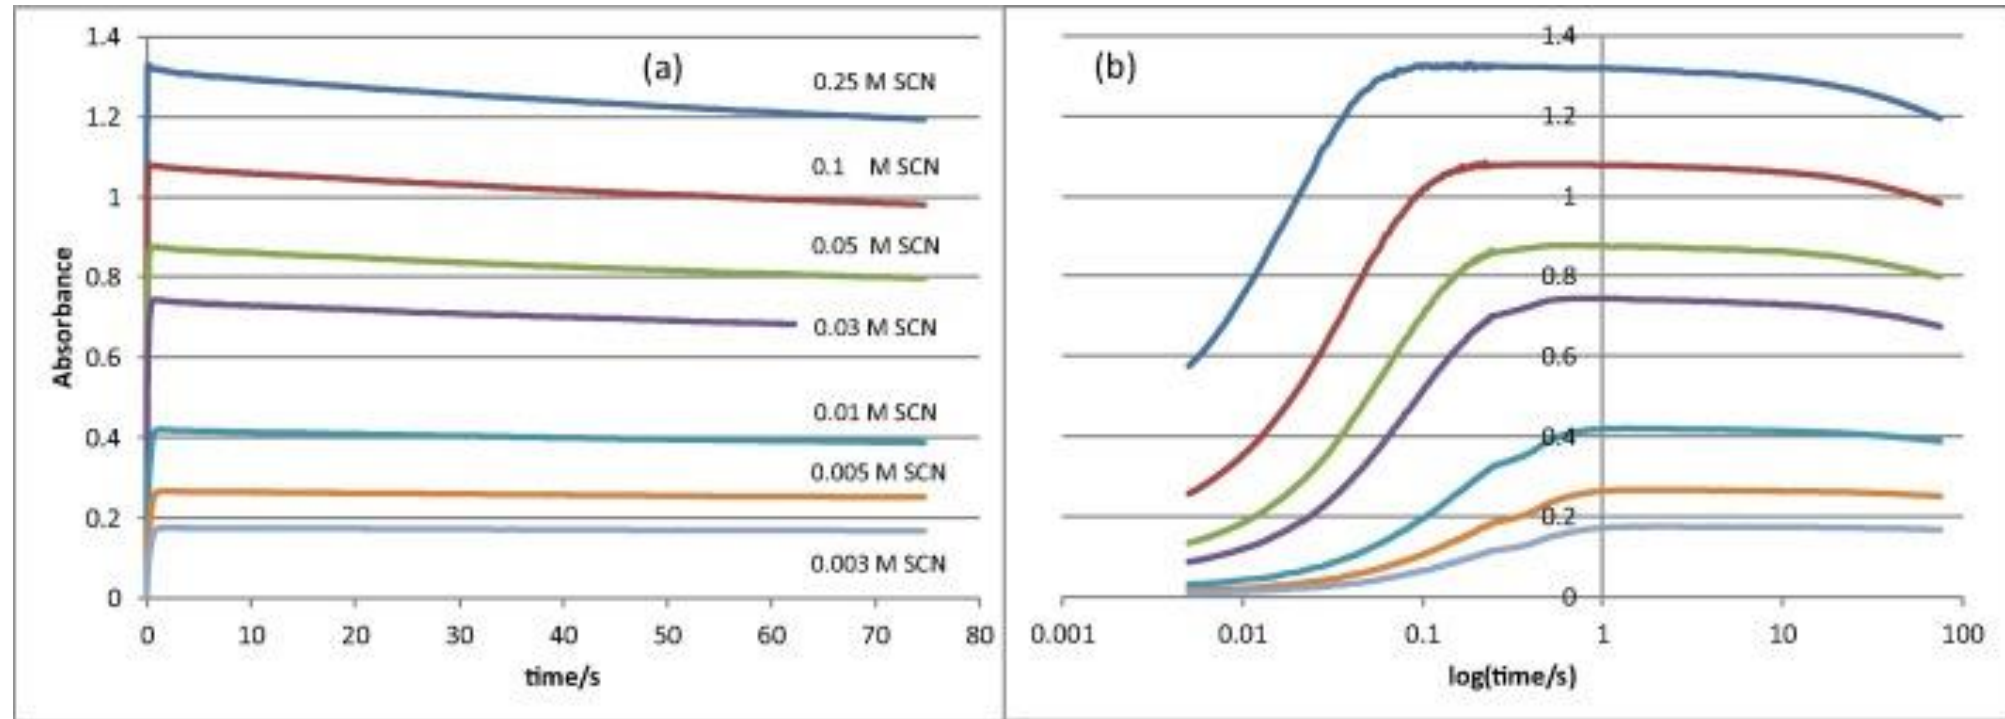 1.4
1.2
1
0.8
0.6
0.4
0.2
0
Absorbance
(a)
0.25 M SCN
0.1 M SCN
0.05 M SCN
0.03 M SCN
0.01 M SCN
0.005 M SCN
0.003 M SCN
0 10 20 30 40 50 60 70 80
time/s
(b)
1.4
1.2
1
0.8
0.6
0.4
0.2
0
0.001 0.01 0.1 1 10 100
log(time/s)